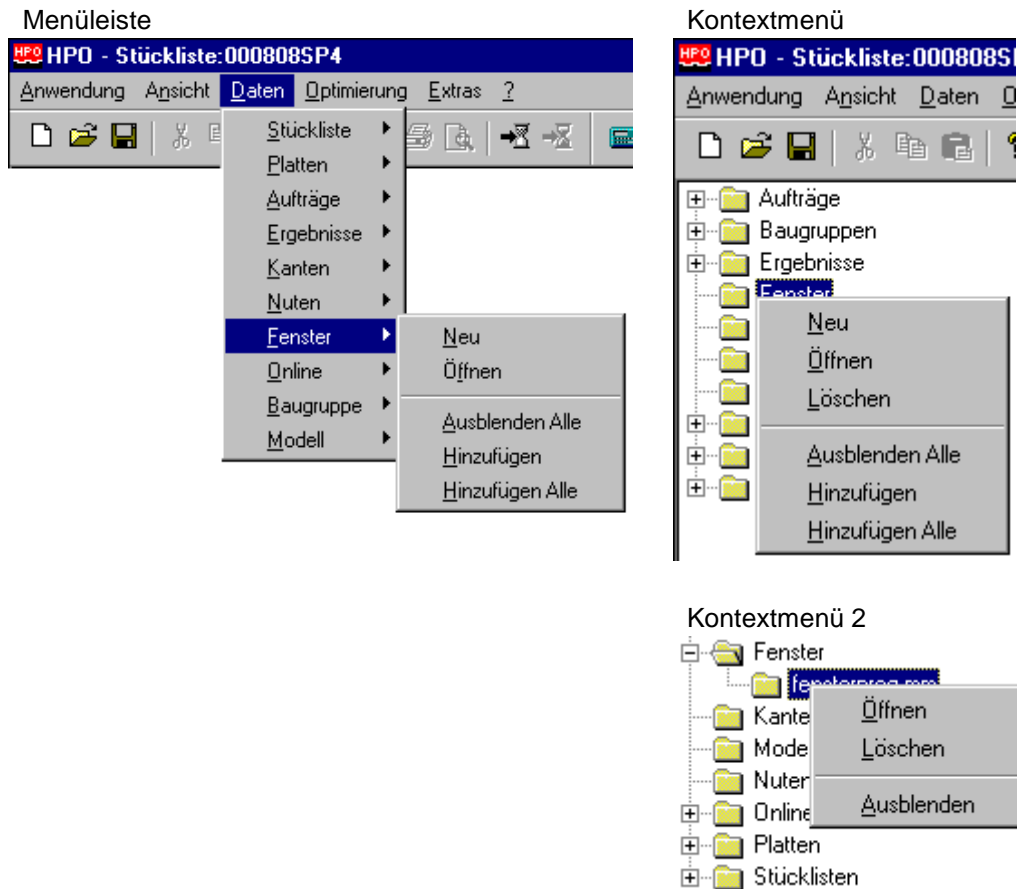 Menüleiste
HPO - Stückliste:000808SP4
Anwendung Ansicht Daten Optimierung Extras ?
Stückliste
Platten
Aufträge
Ergebnisse
Kanten
Nuten
Fenster
Online
Baugruppe
Modell
Neu
Öffnen
Ausblenden Alle
Hinzufügen
Hinzufügen Alle
Kontextmenü
HPO - Stückliste:000808S
Anwendung Ansicht Daten O
Aufträge
Baugruppen
Ergebnisse
Fenster
Neu
Öffnen
Löschen
Ausblenden Alle
Hinzufügen
Hinzufügen Alle
Kontextmenü 2
Fenster
fensterprog.mm
Kante
Mode
Nuten
Online
Platten
Stücklisten
Öffnen
Löschen
Ausblenden